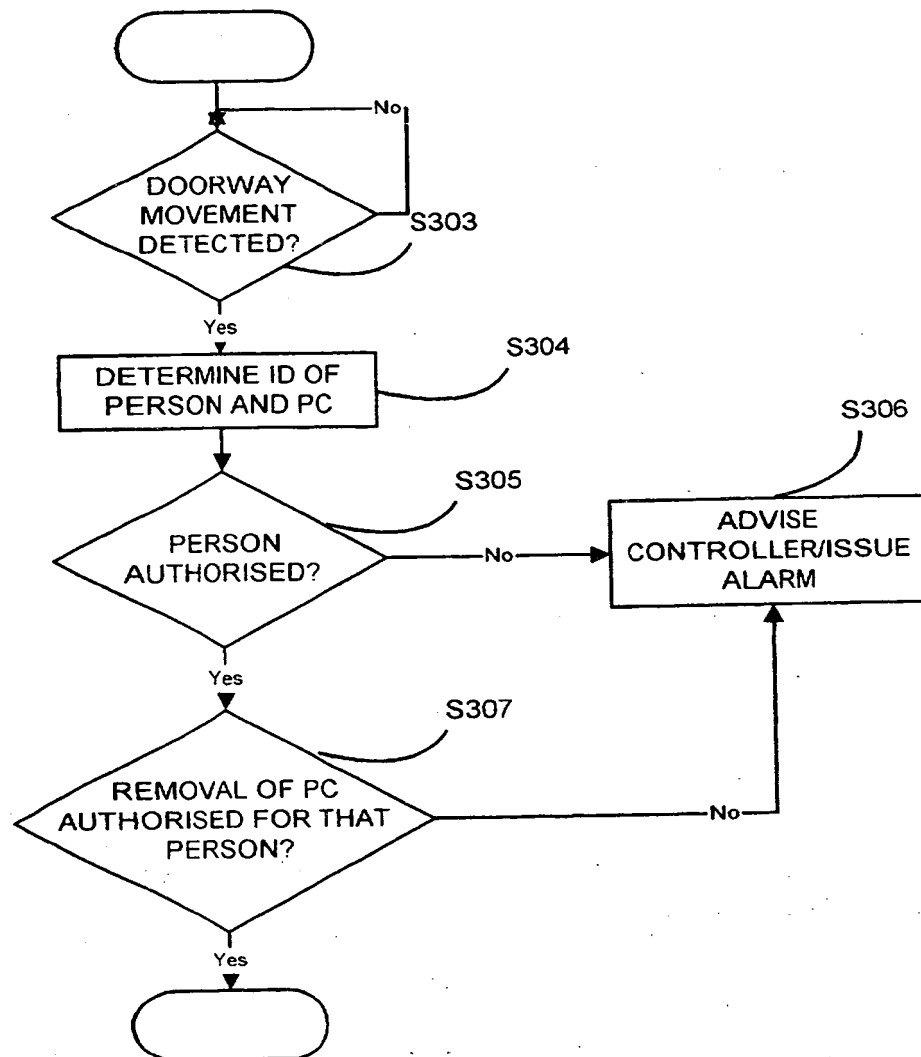 No
DOORWAY
MOVEMENT
DETECTED?
S303
Yes
S304
DETERMINE ID OF
PERSON AND PC
S306
S305
ADVISE
CONTROLLER/ISSUE
ALARM
PERSON
AUTHORISED?
No
Yes
S307
REMOVAL OF PC
AUTHORISED FOR THAT
PERSON?
No
Yes